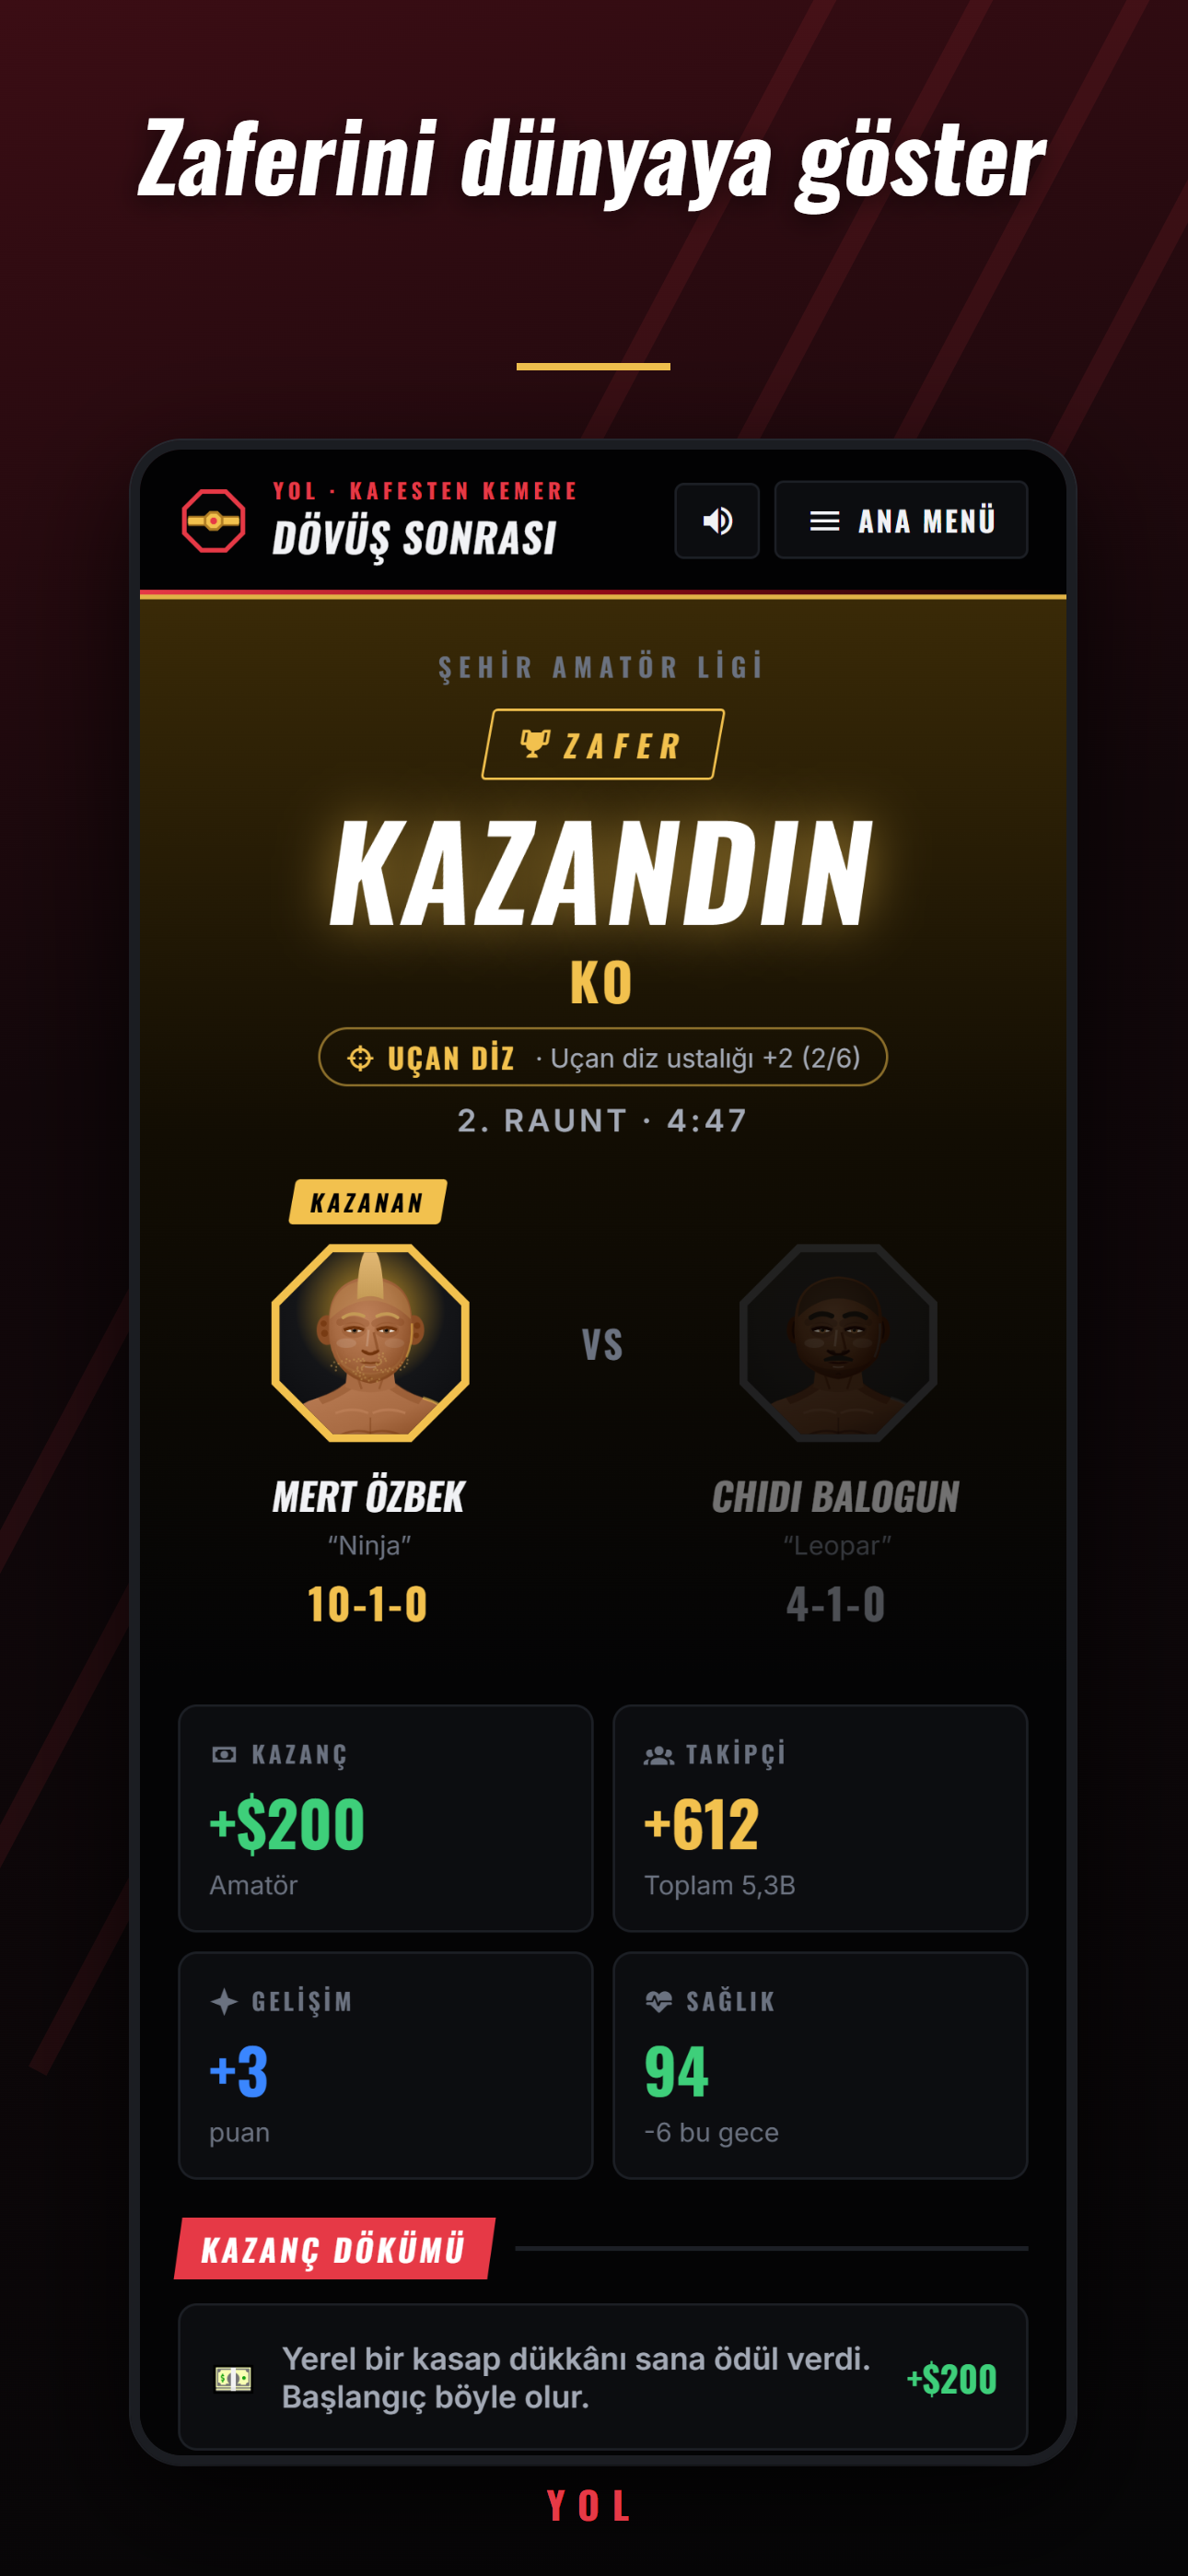 Zaferini dünyaya göster
YOL · KAFESTEN KEMERE
DÖVÜŞ SONRASI
ANA MENÜ
ŞEHİR AMATÖR LİGİ
ZAFER
KAZANDIN
KO
UÇAN DİZ · Uçan diz ustalığı +2 (2/6)
2. RAUNT · 4:47
KAZANAN
VS
MERT ÖZBEK
CHIDI BALOGUN
“Ninja”
“Leopar”
10-1-0
4-1-0
KAZANÇ
+$200
Amatör
TAKİPÇİ
+612
Toplam 5,3B
GELİŞİM
+3
puan
SAĞLIK
94
-6 bu gece
KAZANÇ DÖKÜMÜ
Yerel bir kasap dükkânı sana ödül verdi.
Başlangıç böyle olur.
+$200
YOL